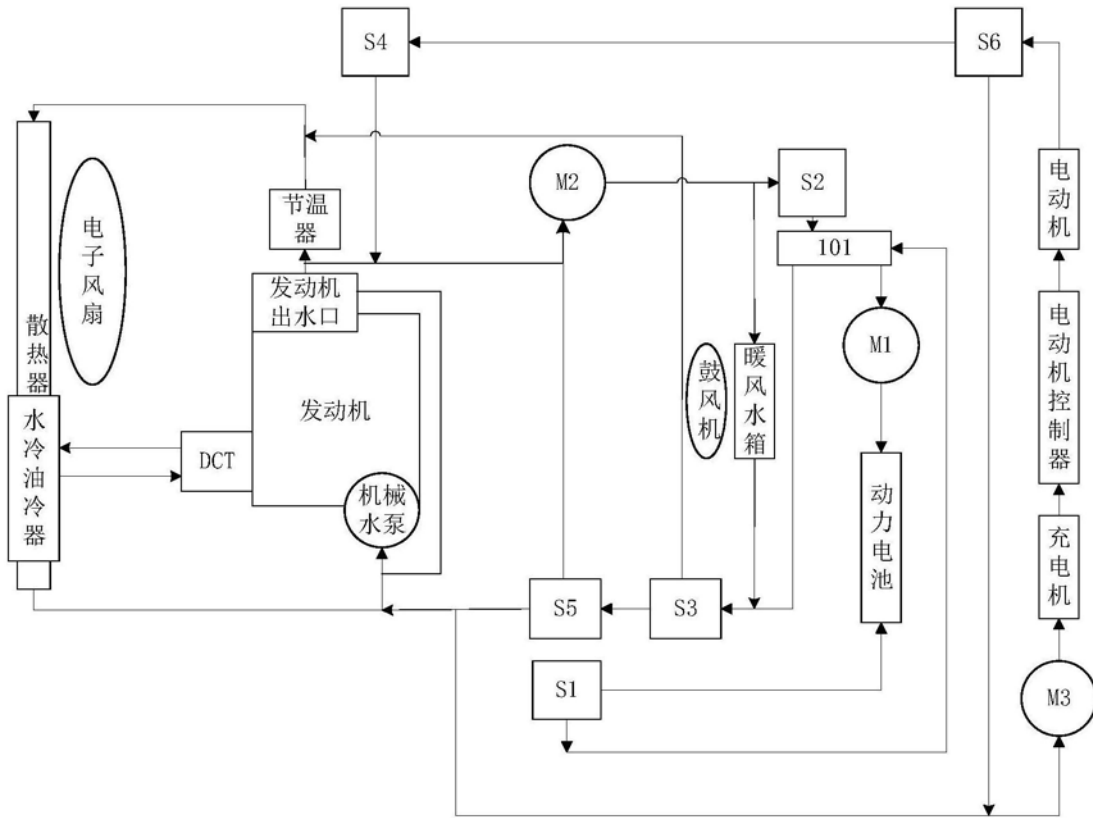 S4
S6
电子风扇
节温器
M2
S2
101
电动机
发动机
出水口
散热器
M1
暖风水箱
鼓风机
电动机控制器
发动机
水冷油冷器
DCT
机械
水泵
动力电池
充电机
S5
S3
S1
M3